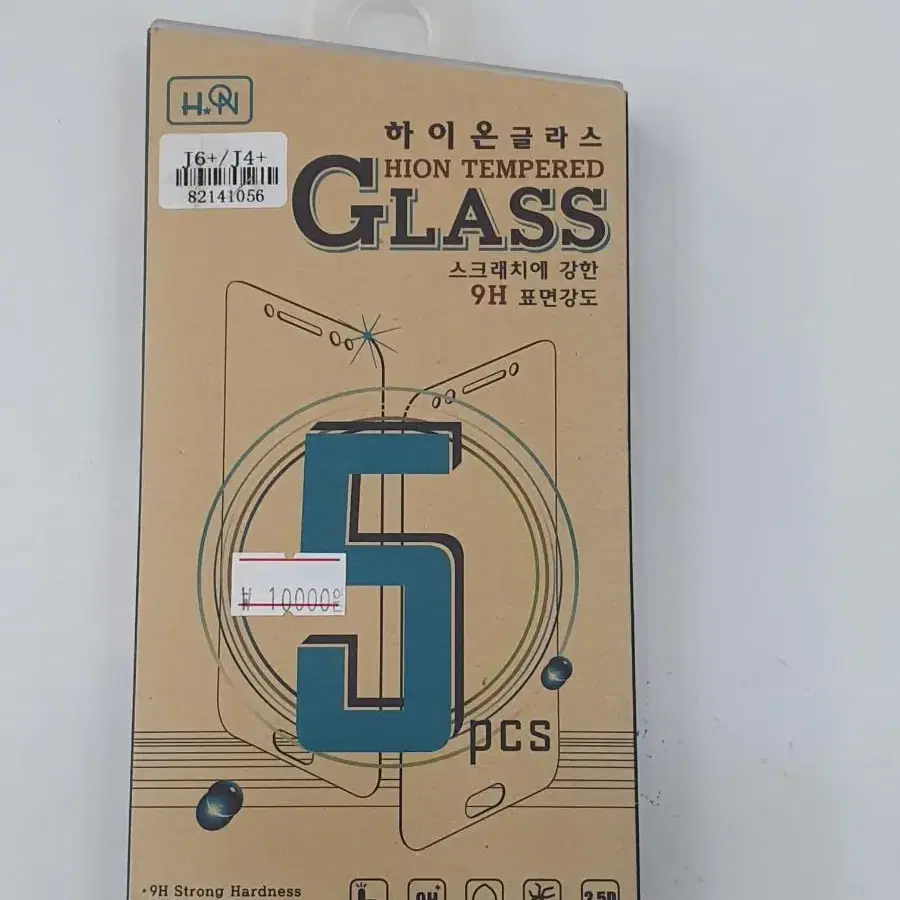 HON
J6+/J4+
82141056
하이온글라스
HION TEMPERED
GLASS
스크래치에 강한
9H 표면강도
5
₩ 10000원
pcs
•9H Strong Hardness
9H+
2.5D